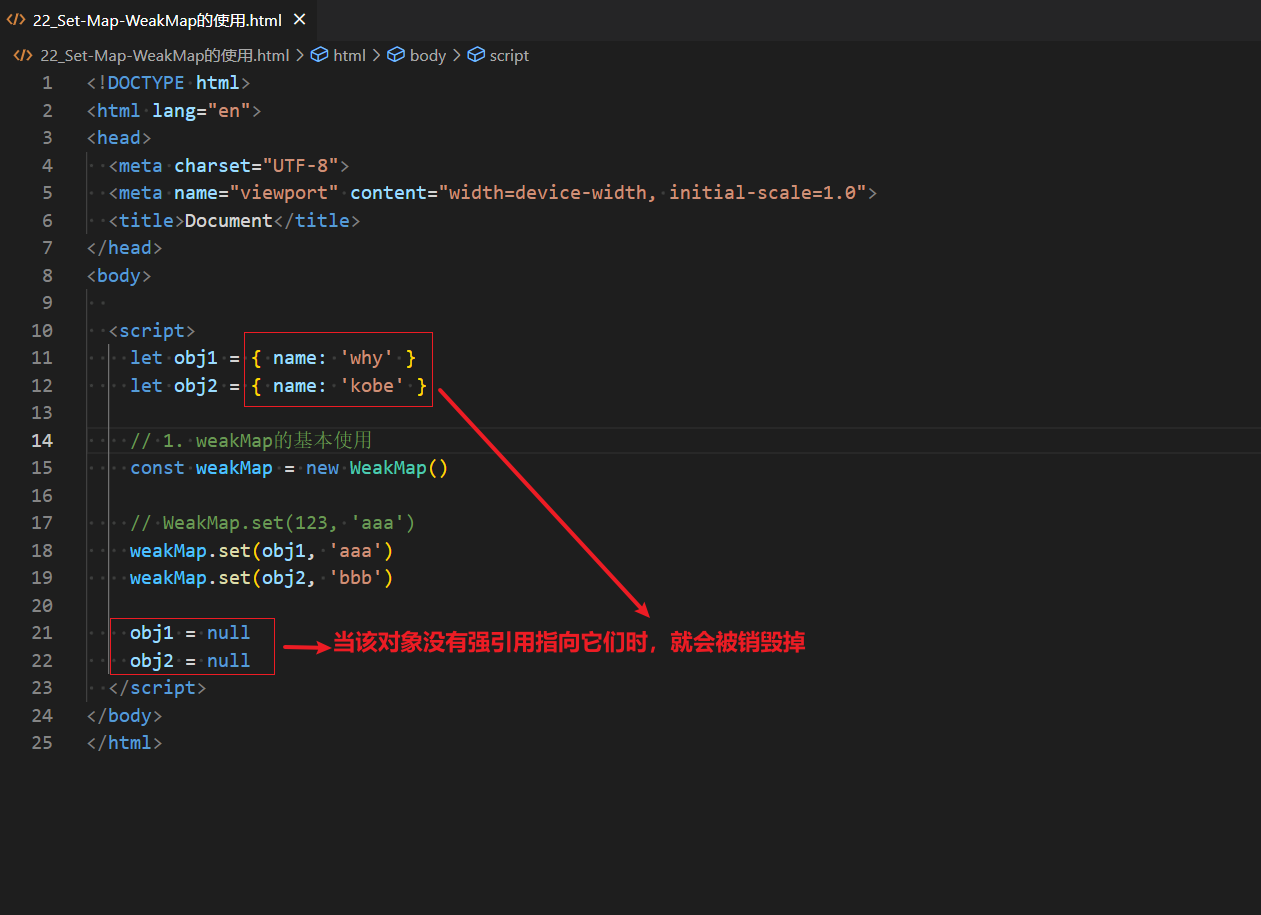 22_Set-Map-WeakMap的使用.html
22_Set-Map-WeakMap的使用.html > html > body > script
1 <!DOCTYPE html>
2 <html lang="en">
3 <head>
4 <meta charset="UTF-8">
5 <meta name="viewport" content="width=device-width, initial-scale=1.0">
6 <title>Document</title>
7 </head>
8 <body>
9
10 <script>
11 let obj1 = { name: 'why' }
12 let obj2 = { name: 'kobe' }
13
14 // 1. weakMap的基本使用
15 const weakMap = new WeakMap()
16
17 // WeakMap.set(123, 'aaa')
18 weakMap.set(obj1, 'aaa')
19 weakMap.set(obj2, 'bbb')
20
21 obj1 = null
当该对象没有强引用指向它们时，就会被销毁掉
22 obj2 = null
23 </script>
24 </body>
25 </html>